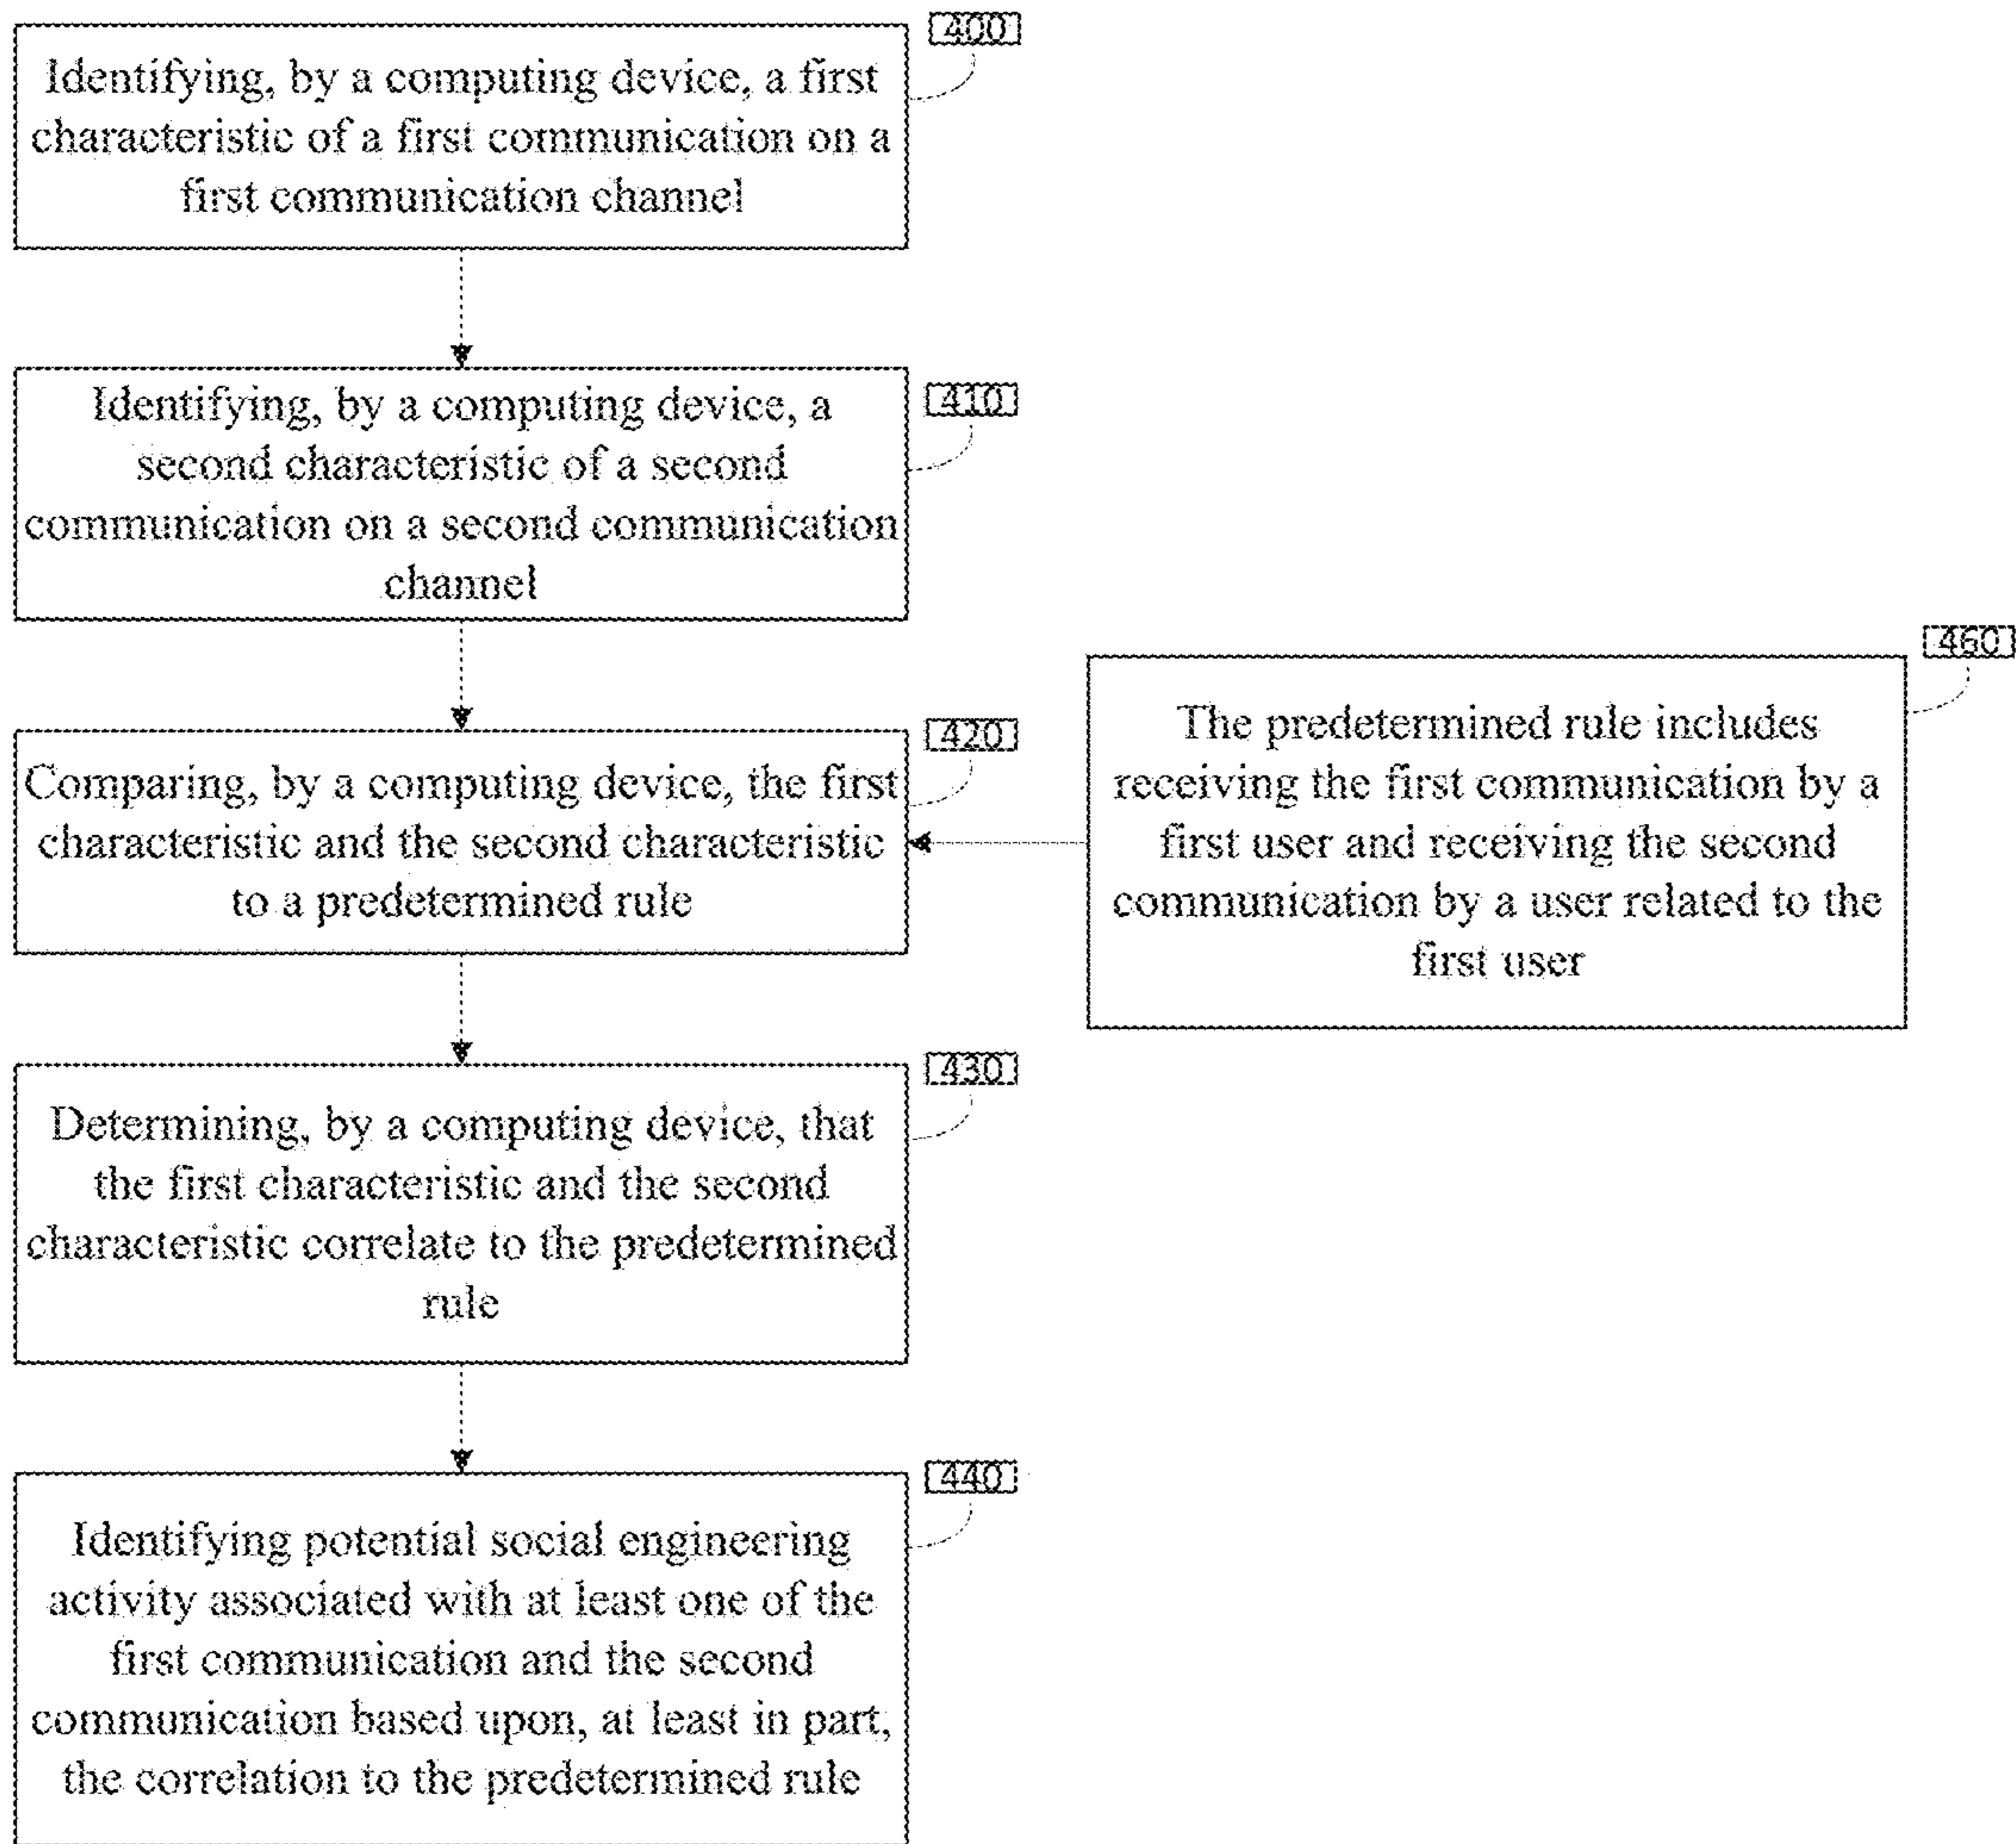 400
Identifying, by a computing device, a first
characteristic of a first communication on a
first communication channel
410
Identifying, by a computing device, a
second characteristic of a second
communication on a second communication
channel
420
Comparing, by a computing device, the first
characteristic and the second characteristic
to a predetermined rule
460
The predetermined rule includes
receiving the first communication by a
first user and receiving the second
communication by a user related to the
first user
430
Determining, by a computing device, that
the first characteristic and the second
characteristic correlate to the predetermined
rule
440
Identifying potential social engineering
activity associated with at least one of the
first communication and the second
communication based upon, at least in part,
the correlation to the predetermined rule